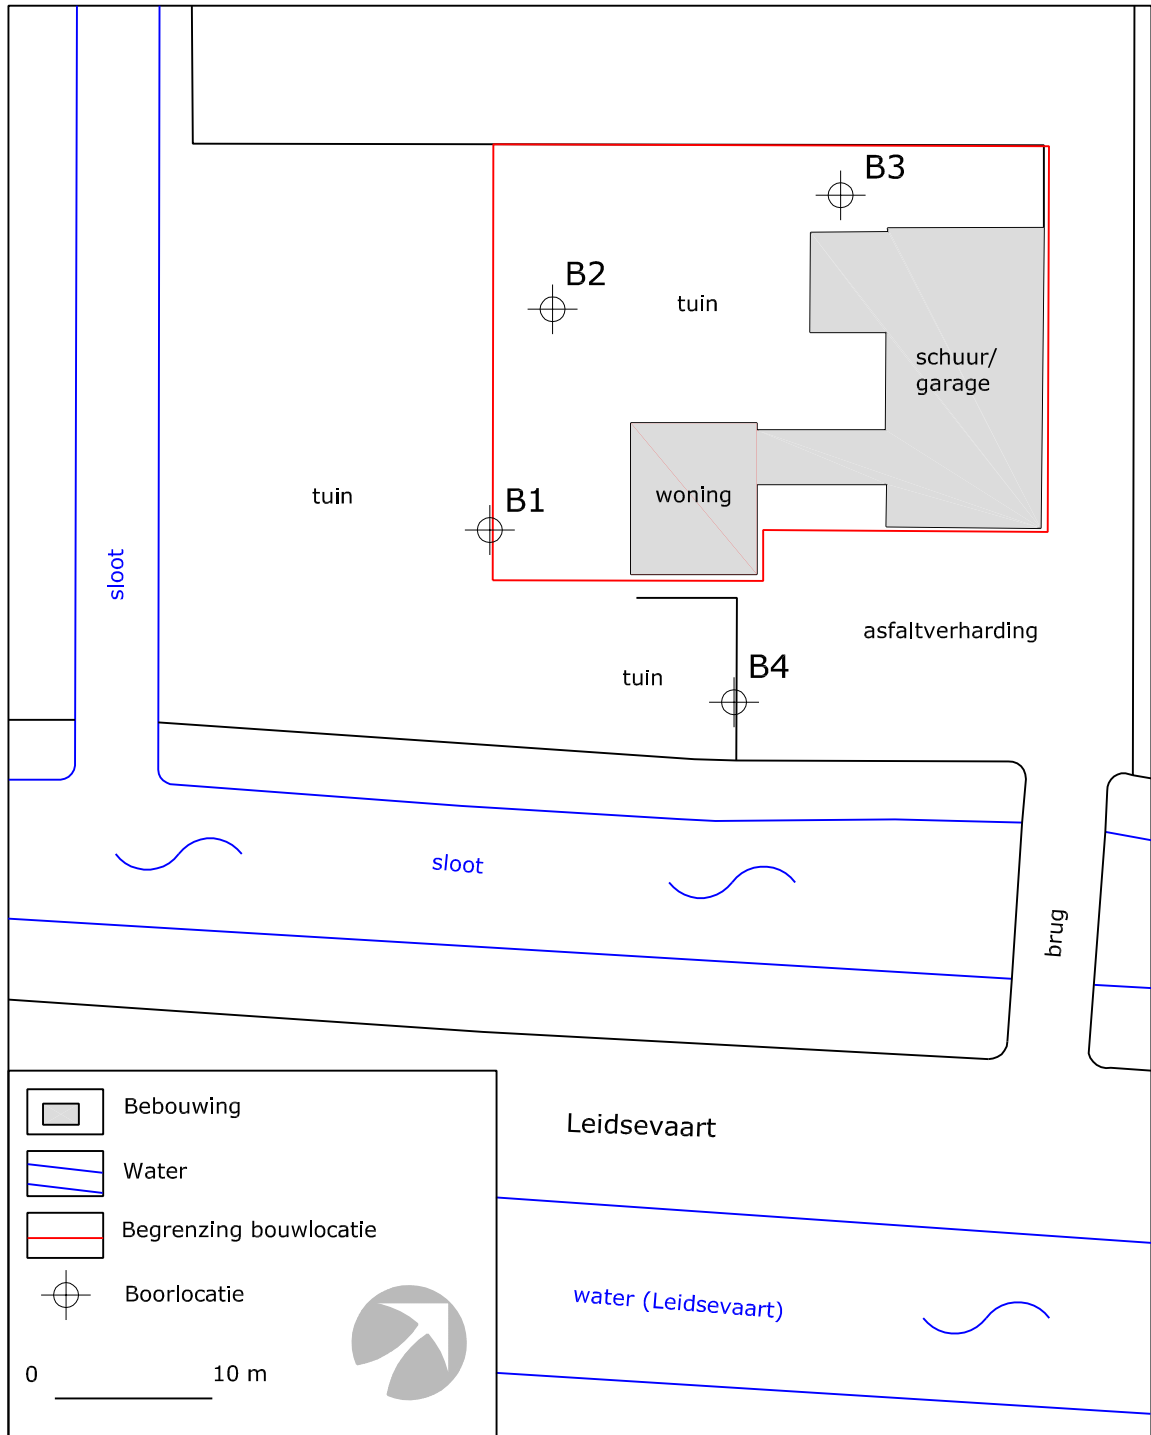 B3
B2
tuin
schuur/
garage
woning
tuin
B1
sloot
asfaltverharding
B4
tuin
sloot
brug
Leidsevaart
Bebouwing
Water
Begrenzing bouwlocatie
Boorlocatie
water (Leidsevaart)
0 10 m